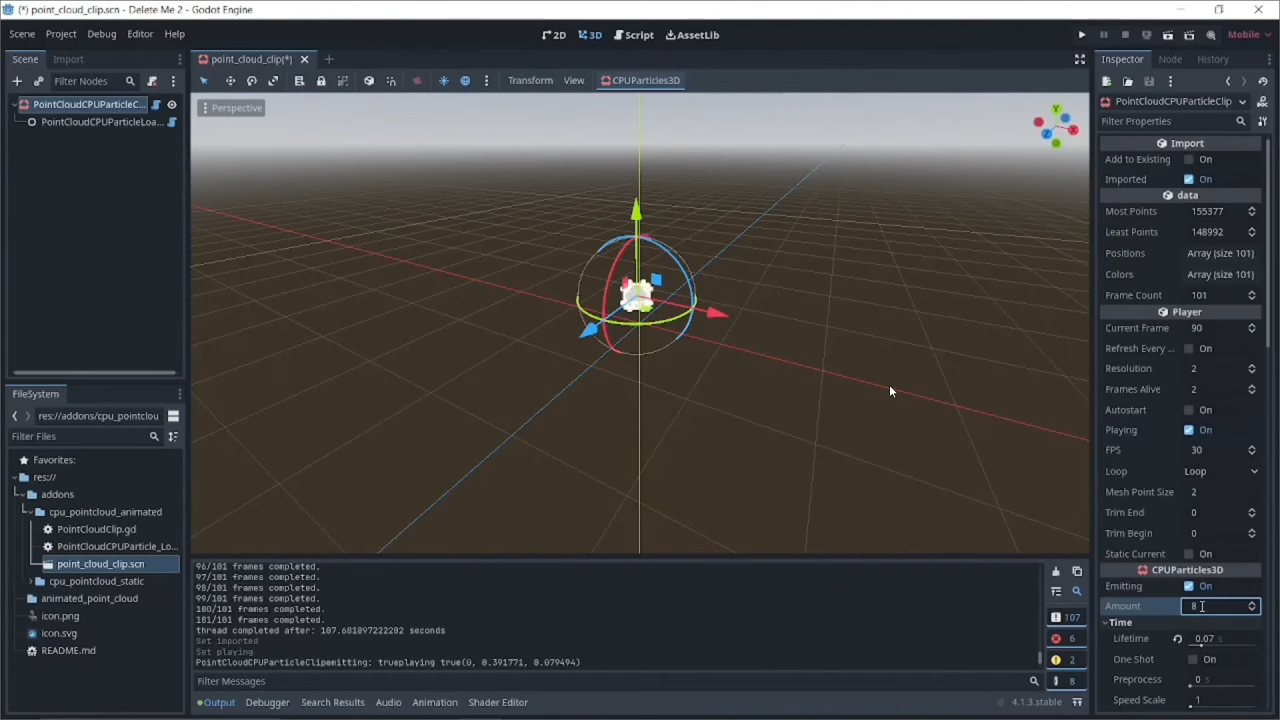 (*) point_cloud_clip.scn - Delete Me 2 - Godot Engine
Scene Project Debug Editor Help
2D 3D Script AssetLib
Mobile
Scene Import
Filter Nodes
PointCloudCPUParticleC...
PointCloudCPUParticleLoa...
point_cloud_clip(*)
Transform View CPUParticles3D
Perspective
Y
X
Z
FileSystem
res://addons/cpu_pointclou
Filter Files
Favorites:
res://
addons
cpu_pointcloud_animated
PointCloudClip.gd
PointCloudCPUParticle_Lo...
point_cloud_clip.scn
cpu_pointcloud_static
animated_point_cloud
icon.png
icon.svg
README.md
96/101 frames completed.
97/101 frames completed.
98/101 frames completed.
99/101 frames completed.
100/101 frames completed.
101/101 frames completed.
thread completed after: 107.681897222202 seconds
Set imported
Set playing
PointCloudCPUParticleClipemitting: trueplaying true(0, 0.391771, 0.079494)
107
6
2
8
Filter Messages
Output Debugger Search Results Audio Animation Shader Editor
4.1.3.stable
Inspector Node History
PointCloudCPUParticleClip
Filter Properties
Import
Add to Existing On
Imported On
data
Most Points 155377
Least Points 148992
Positions Array (size 101)
Colors Array (size 101)
Frame Count 101
Player
Current Frame 90
Refresh Every ... On
Resolution 2
Frames Alive 2
Autostart On
Playing On
FPS 30
Loop Loop
Mesh Point Size 2
Trim End 0
Trim Begin 0
Static Current On
CPUParticles3D
Emitting On
Amount 8
Time
Lifetime 0.07 s
One Shot On
Preprocess 0 s
Speed Scale 1